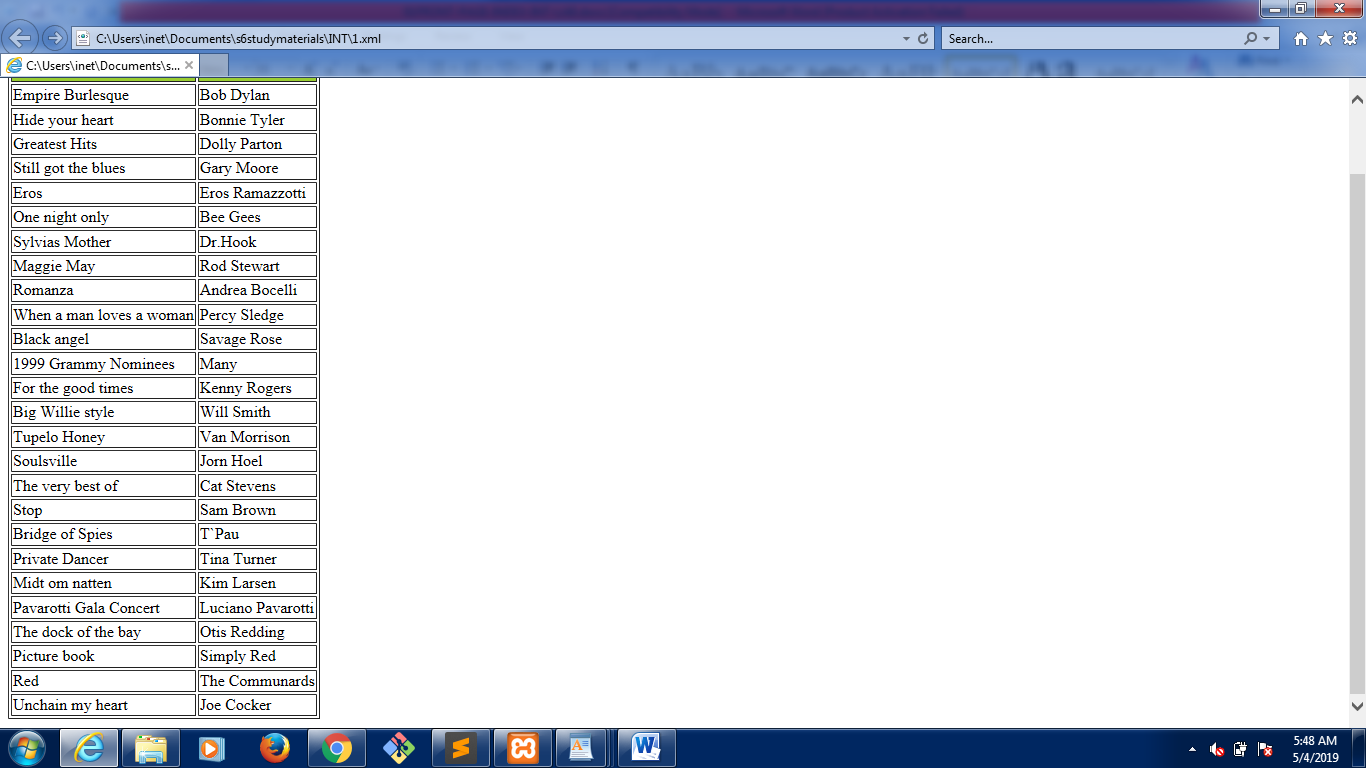 C:\Users\inet\Documents\s6studymaterials\INT\1.xml
Search...
C:\Users\inet\Documents\s...
Empire Burlesque Bob Dylan
Hide your heart Bonnie Tyler
Greatest Hits Dolly Parton
Still got the blues Gary Moore
Eros Eros Ramazzotti
One night only Bee Gees
Sylvias Mother Dr.Hook
Maggie May Rod Stewart
Romanza Andrea Bocelli
When a man loves a woman Percy Sledge
Black angel Savage Rose
1999 Grammy Nominees Many
For the good times Kenny Rogers
Big Willie style Will Smith
Tupelo Honey Van Morrison
Soulsville Jorn Hoel
The very best of Cat Stevens
Stop Sam Brown
Bridge of Spies T`Pau
Private Dancer Tina Turner
Midt om natten Kim Larsen
Pavarotti Gala Concert Luciano Pavarotti
The dock of the bay Otis Redding
Picture book Simply Red
Red The Communards
Unchain my heart Joe Cocker
5:48 AM
5/4/2019